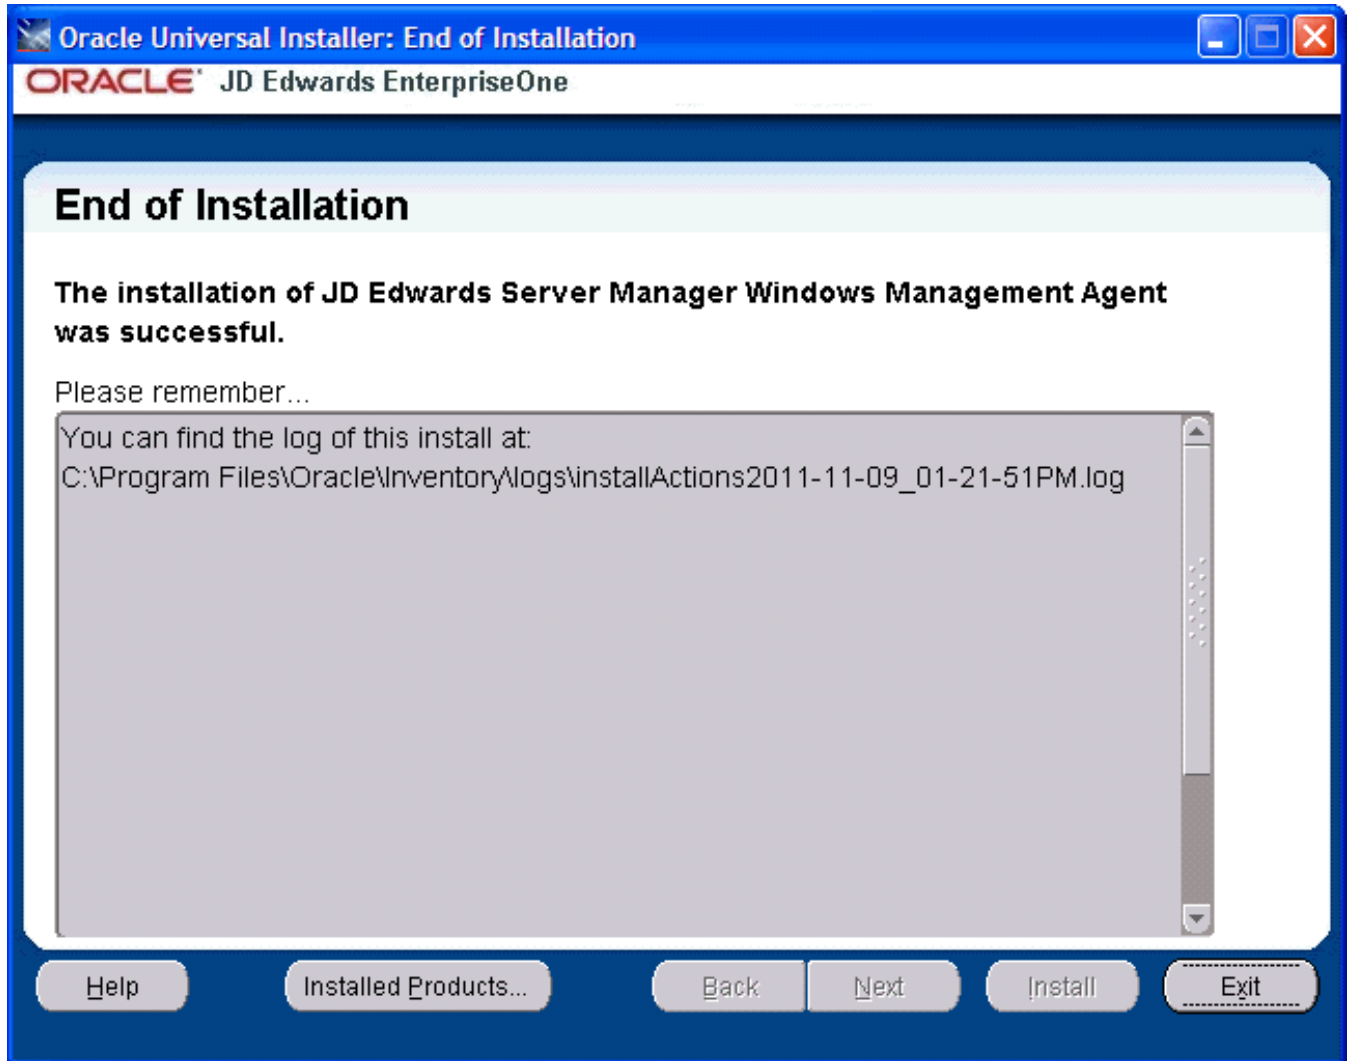 Oracle Universal Installer: End of Installation
ORACLE JD Edwards EnterpriseOne
End of Installation
The installation of JD Edwards Server Manager Windows Management Agent
was successful.
Please remember...
You can find the log of this install at:
C:\Program Files\Oracle\Inventory\logs\installActions2011-11-09_01-21-51PM.log
Help Installed Products... Back Next Install Exit